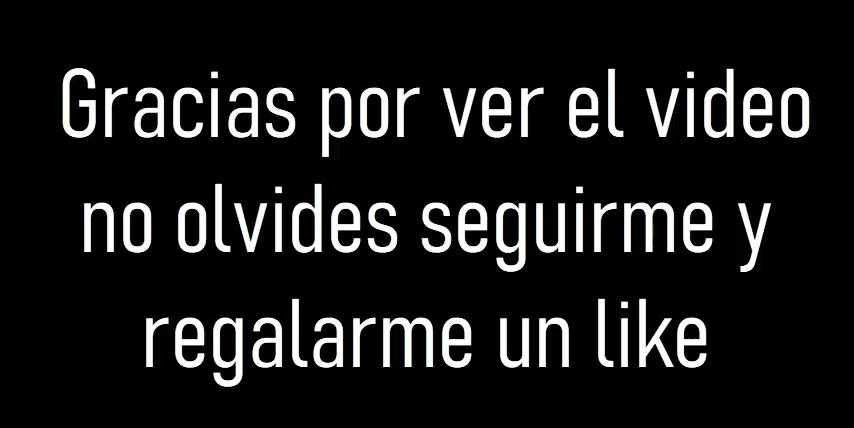 Gracias por ver el video
no olvides seguirme y
regalarme un like